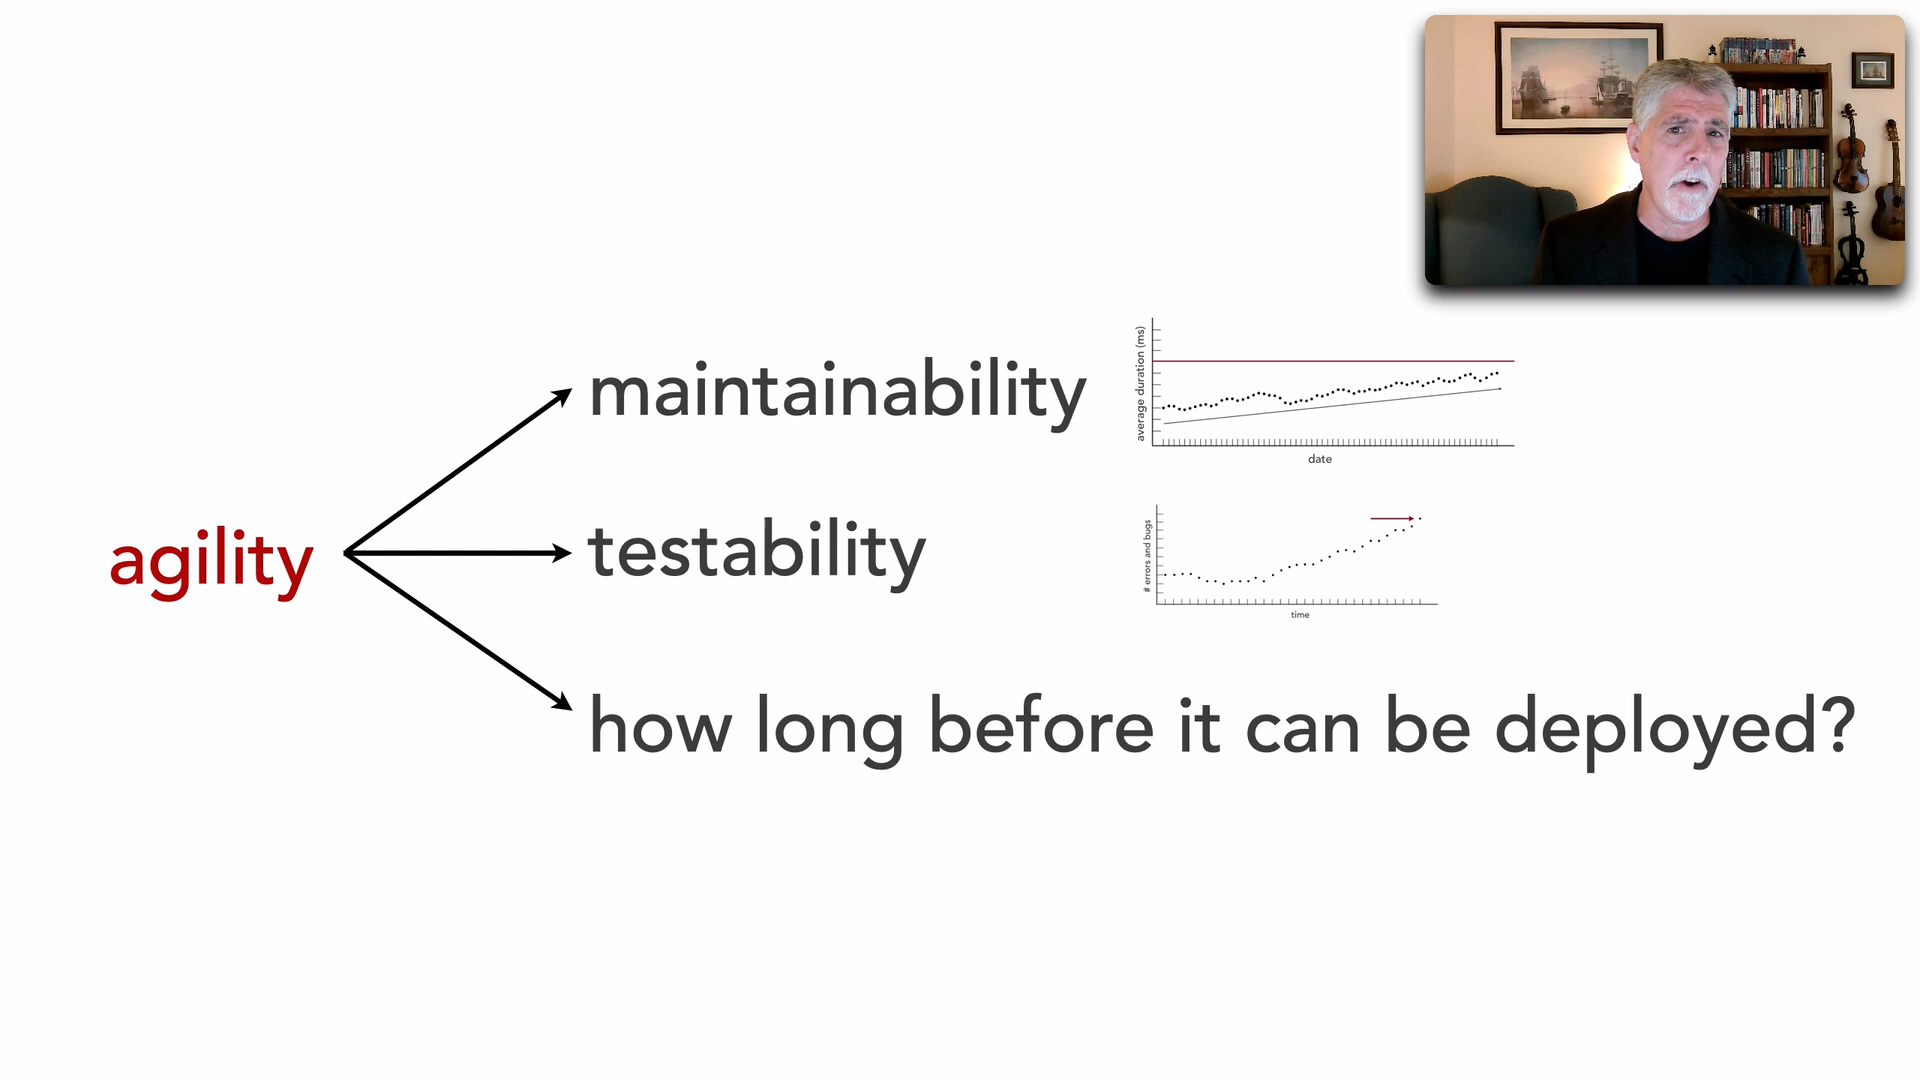 agility
maintainability
average duration (ms)
date
testability
# errors and bugs
time
how long before it can be deployed?